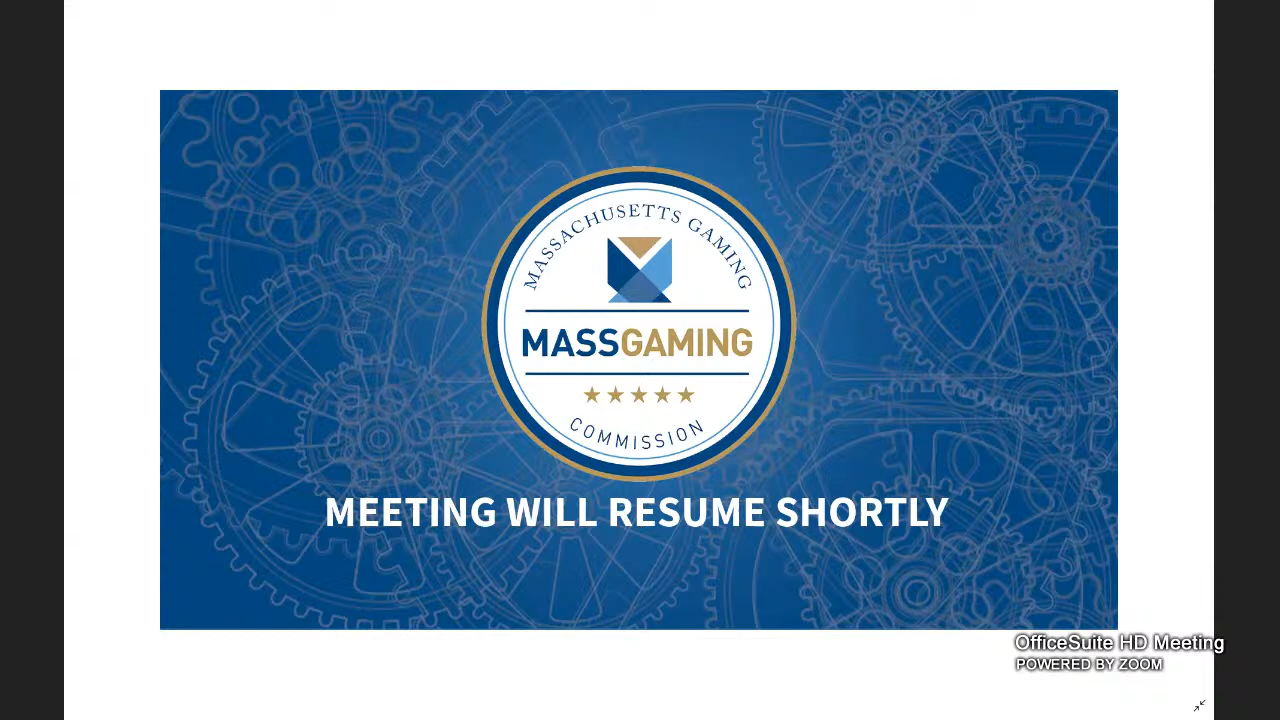 MASSACHUSETTS GAMING
MASSGAMING
COMMISSION
MEETING WILL RESUME SHORTLY
OfficeSuite HD Meeting
POWERED BY ZOOM